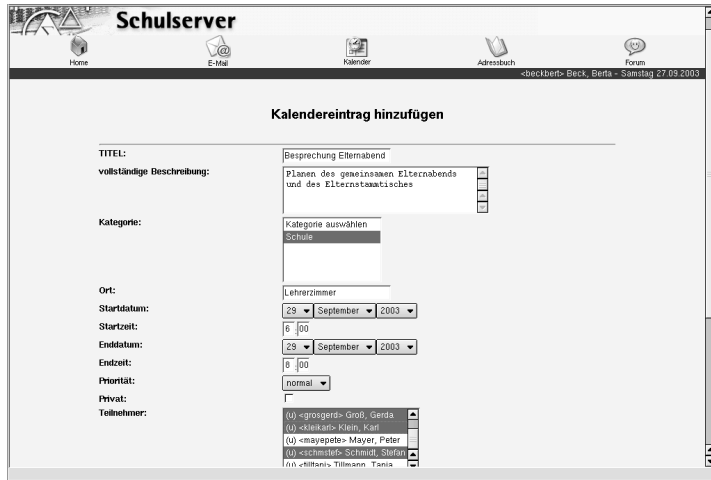 Schulserver
Home E-Mail Kalender Adressbuch Forum
<beckbert> Beck, Berta - Samstag 27.09.2003
Kalendereintrag hinzufügen
TITEL: Besprechung Elternabend
vollständige Beschreibung: Planen des gemeinsamen Elternabends
und des Elternstammtisches
Kategorie: Kategorie auswählen
Schule
Ort: Lehrerzimmer
Startdatum: 29 September 2003
Startzeit: 6 :00
Enddatum: 29 September 2003
Endzeit: 8 :00
Priorität: normal
Privat:
Teilnehmer: (u) <grosgerd> Groß, Gerda
(u) <kleikarl> Klein, Karl
(u) <mayepete> Mayer, Peter
(u) <schmstef> Schmidt, Stefan
(u) <tilltani> Tillmann, Tanja